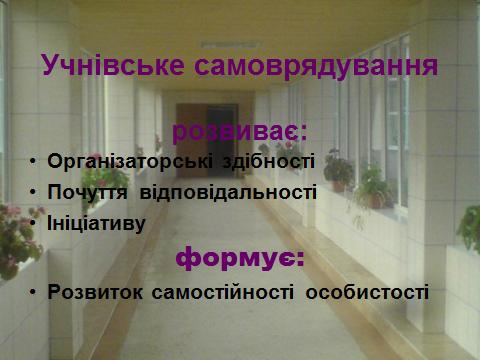 Учнівське самоврядування
розвиває:
• Організаторські здібності
• Почуття відповідальності
• Ініціативу
формує:
• Розвиток самостійності особистості